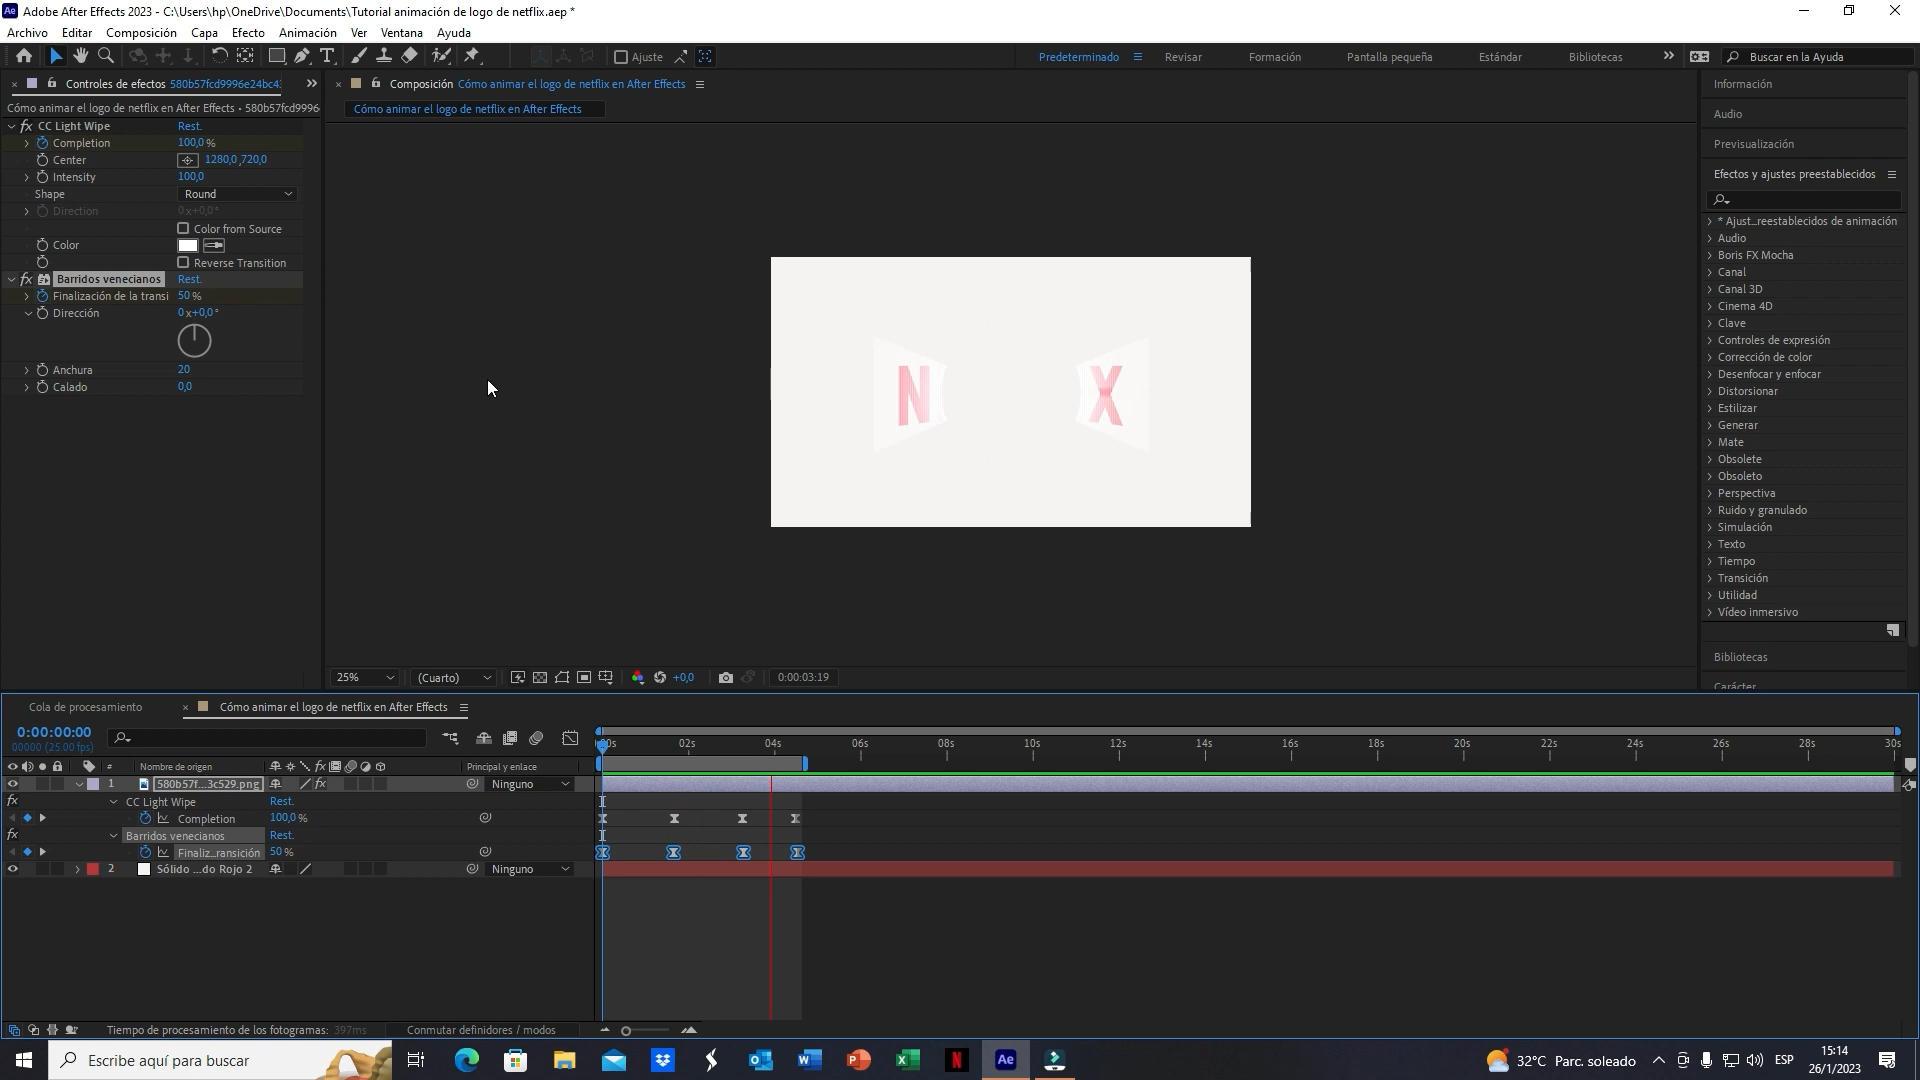 Adobe After Effects 2023 - C:\Users\hp\OneDrive\Documents\Tutorial animación de logo de netflix.aep *
Archivo Editar Composición Capa Efecto Animación Ver Ventana Ayuda
Ajuste Predeterminado Revisar Formación Pantalla pequeña Estándar Bibliotecas Buscar en la Ayuda
Controles de efectos 580b57fcd9996e24bc4
Cómo animar el logo de netflix en After Effects • 580b57fcd9996
CC Light Wipe Rest.
Completion 100,0 %
Center 1280,0 ,720,0
Intensity 100,0
Shape Round
Direction 0 x+0,0 °
Color from Source
Color
Reverse Transition
Barridos venecianos Rest.
Finalización de la transi 50 %
Dirección 0 x+0,0 °
Anchura 20
Calado 0,0
Composición Cómo animar el logo de netflix en After Effects
Cómo animar el logo de netflix en After Effects
N X
25% (Cuarto) +0,0 0:00:03:19
Información
Audio
Previsualización
Efectos y ajustes preestablecidos
* Ajust...reestablecidos de animación
Audio
Boris FX Mocha
Canal
Canal 3D
Cinema 4D
Clave
Controles de expresión
Corrección de color
Desenfocar y enfocar
Distorsionar
Estilizar
Generar
Mate
Obsolete
Obsoleto
Perspectiva
Ruido y granulado
Simulación
Texto
Tiempo
Transición
Utilidad
Vídeo inmersivo
Bibliotecas
Carácter
Cola de procesamiento Cómo animar el logo de netflix en After Effects
0:00:00:00
00000 (25.00 fps)
00s 02s 04s 06s 08s 10s 12s 14s 16s 18s 20s 22s 24s 26s 28s 30s
# Nombre de origen Principal y enlace
1 580b57f...3c529.png Ninguno
CC Light Wipe Rest.
Completion 100,0 %
Barridos venecianos Rest.
Finaliz...ransición 50 %
2 Sólido ...do Rojo 2 Ninguno
Tiempo de procesamiento de los fotogramas: 397ms Conmutar definidores / modos
Escribe aquí para buscar
32°C Parc. soleado ESP 15:14
26/1/2023